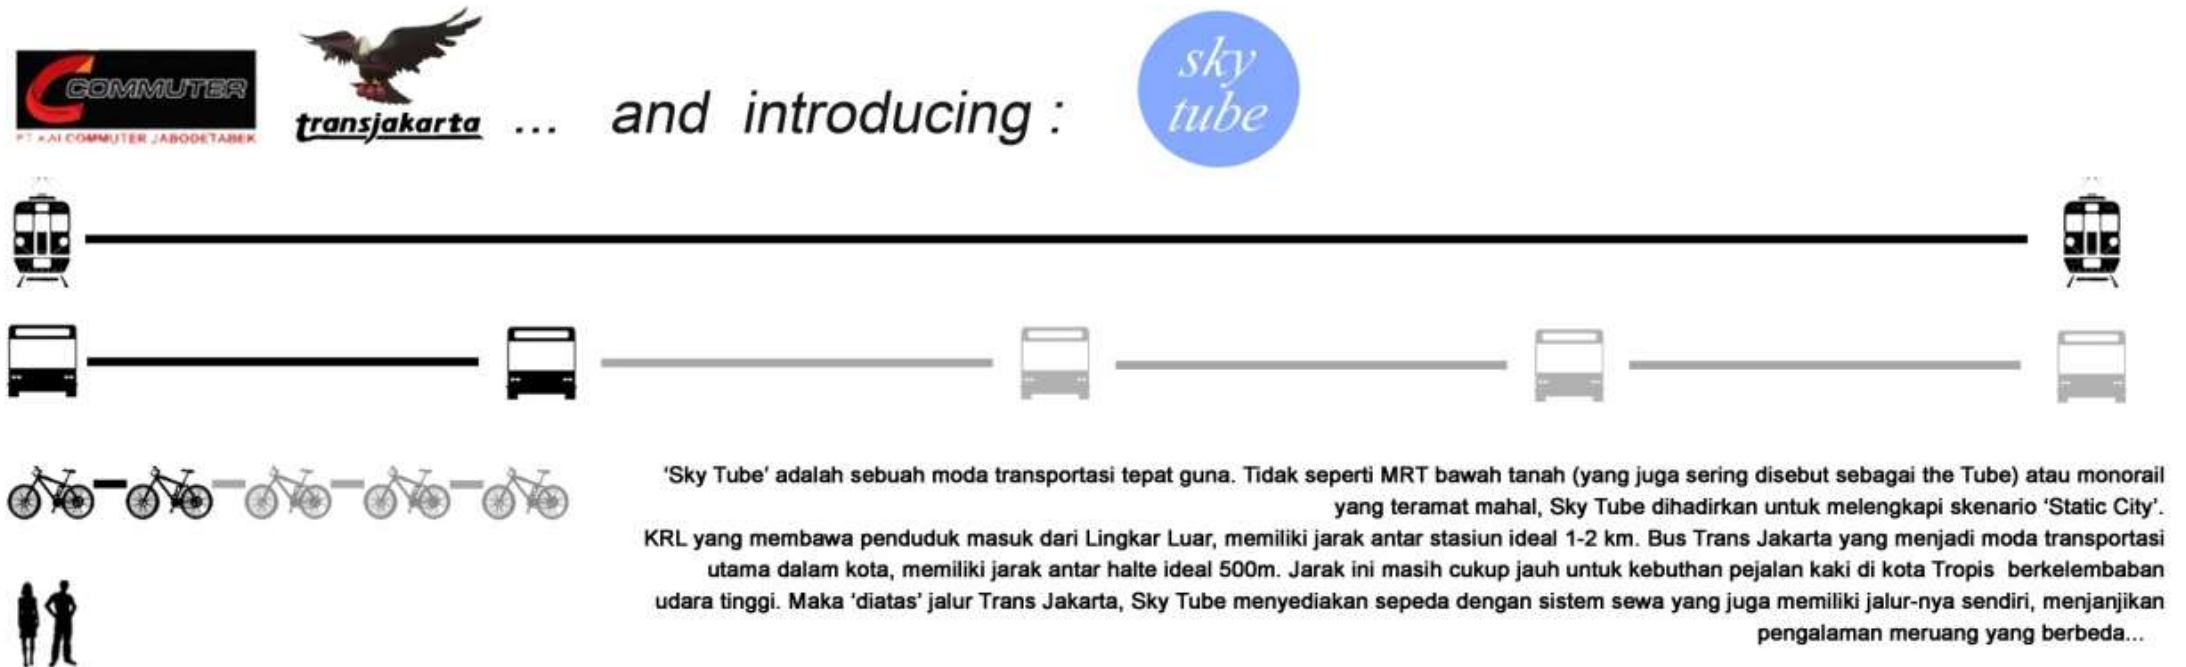 COMMUTER
PT KAI COMMUTER JABODETABEK
transjakarta
... and introducing :
sky
tube
‘Sky Tube’ adalah sebuah moda transportasi tepat guna. Tidak seperti MRT bawah tanah (yang juga sering disebut sebagai the Tube) atau monorail
yang teramat mahal, Sky Tube dihadirkan untuk melengkapi skenario ‘Static City’.
KRL yang membawa penduduk masuk dari Lingkar Luar, memiliki jarak antar stasiun ideal 1-2 km. Bus Trans Jakarta yang menjadi moda transportasi
utama dalam kota, memiliki jarak antar halte ideal 500m. Jarak ini masih cukup jauh untuk kebuthan pejalan kaki di kota Tropis berkelembaban
udara tinggi. Maka ‘diatas’ jalur Trans Jakarta, Sky Tube menyediakan sepeda dengan sistem sewa yang juga memiliki jalur-nya sendiri, menjanjikan
pengalaman meruang yang berbeda...